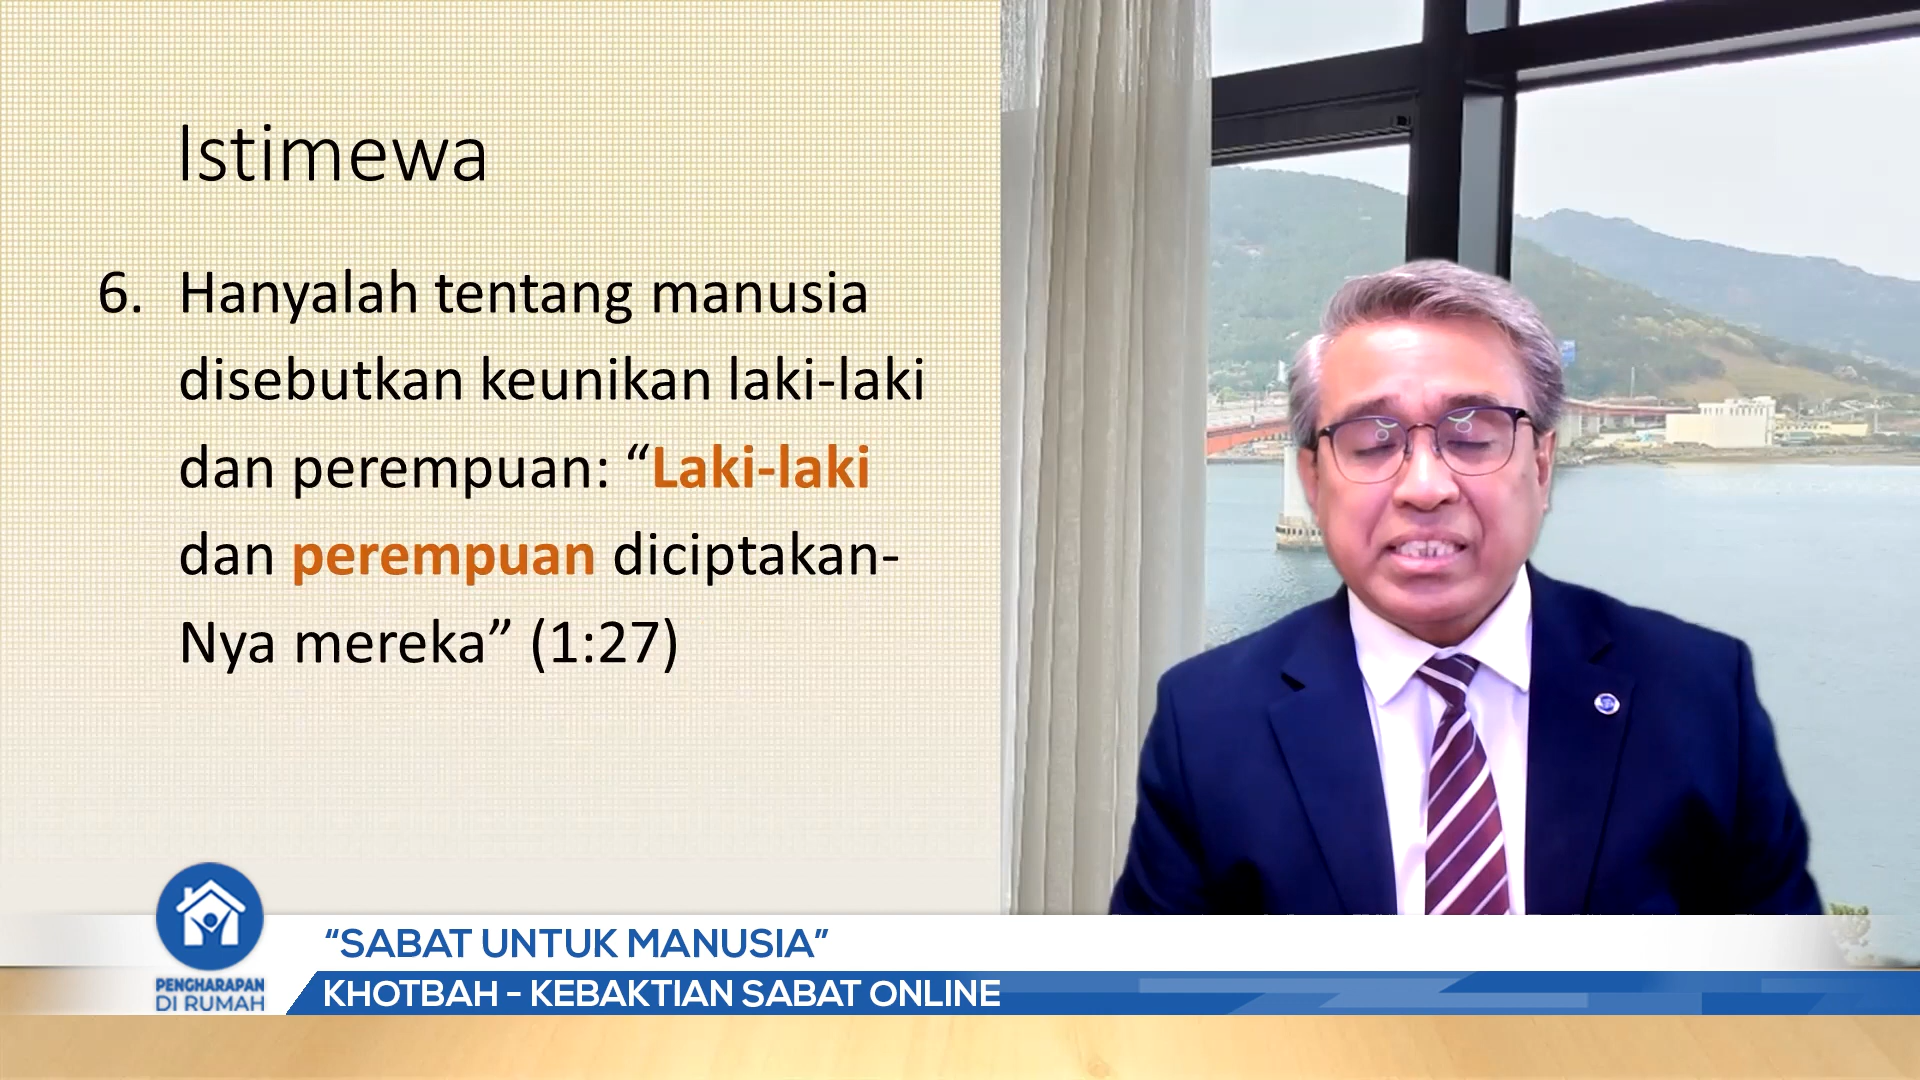 Istimewa
6. Hanyalah tentang manusia
disebutkan keunikan laki-laki
dan perempuan: “Laki-laki
dan perempuan diciptakan-
Nya mereka” (1:27)
“SABAT UNTUK MANUSIA”
KHOTBAH - KEBAKTIAN SABAT ONLINE
PENGHARAPAN
DI RUMAH